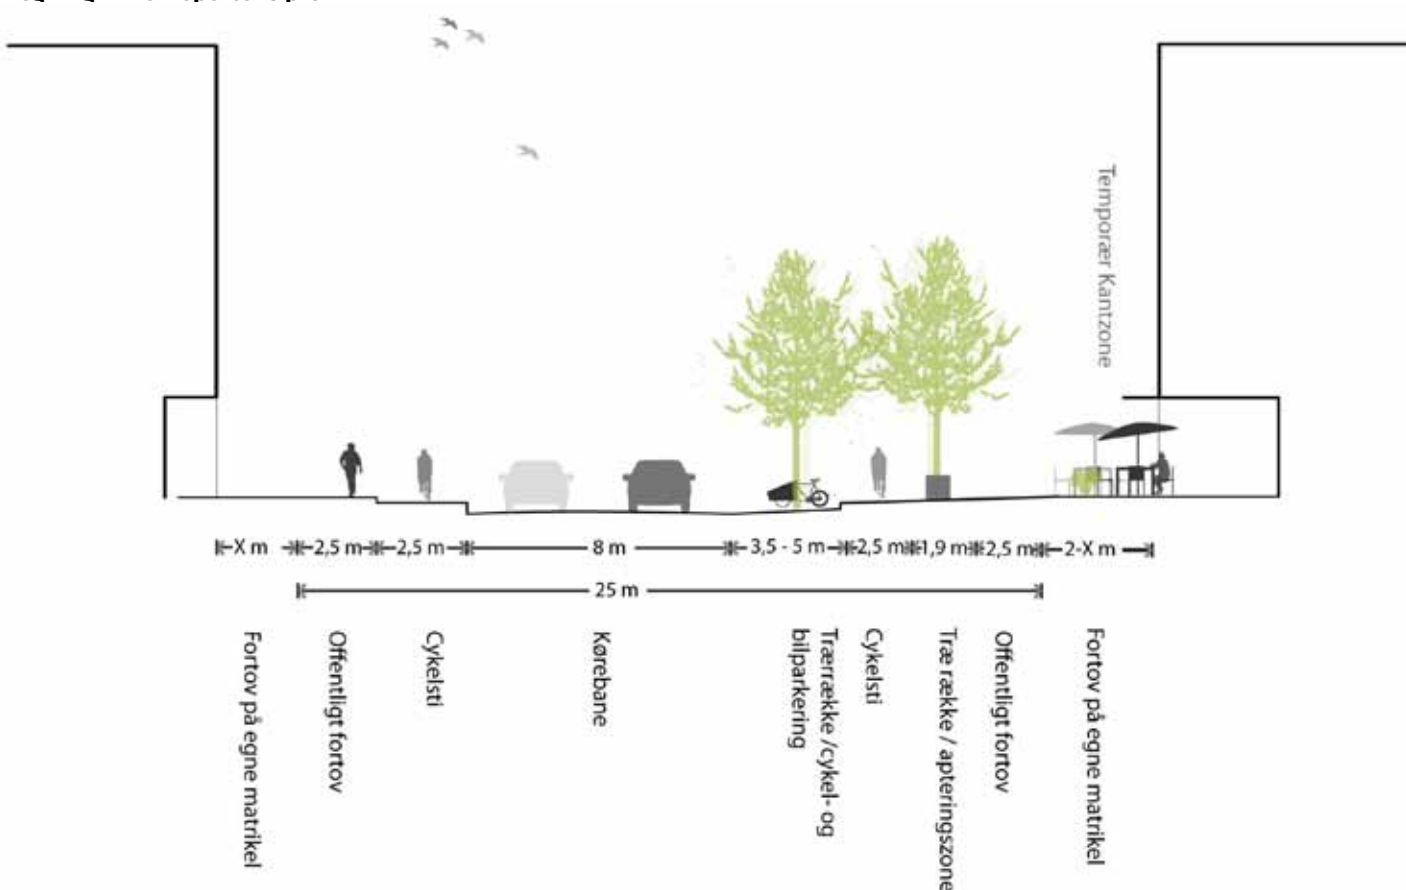 Temporær Kantzone
X m
2,5 m
2,5 m
8 m
3,5 - 5 m
2,5 m
1,9 m
2,5 m
2-X m
25 m
Fortov på egne matrikel
Offentligt fortov
Cykelsti
Kørebane
Trærrække /cykel- og
bilparkering
Cykelsti
Træ række / apteringszone
Offentligt fortov
Fortov på egne matrikel